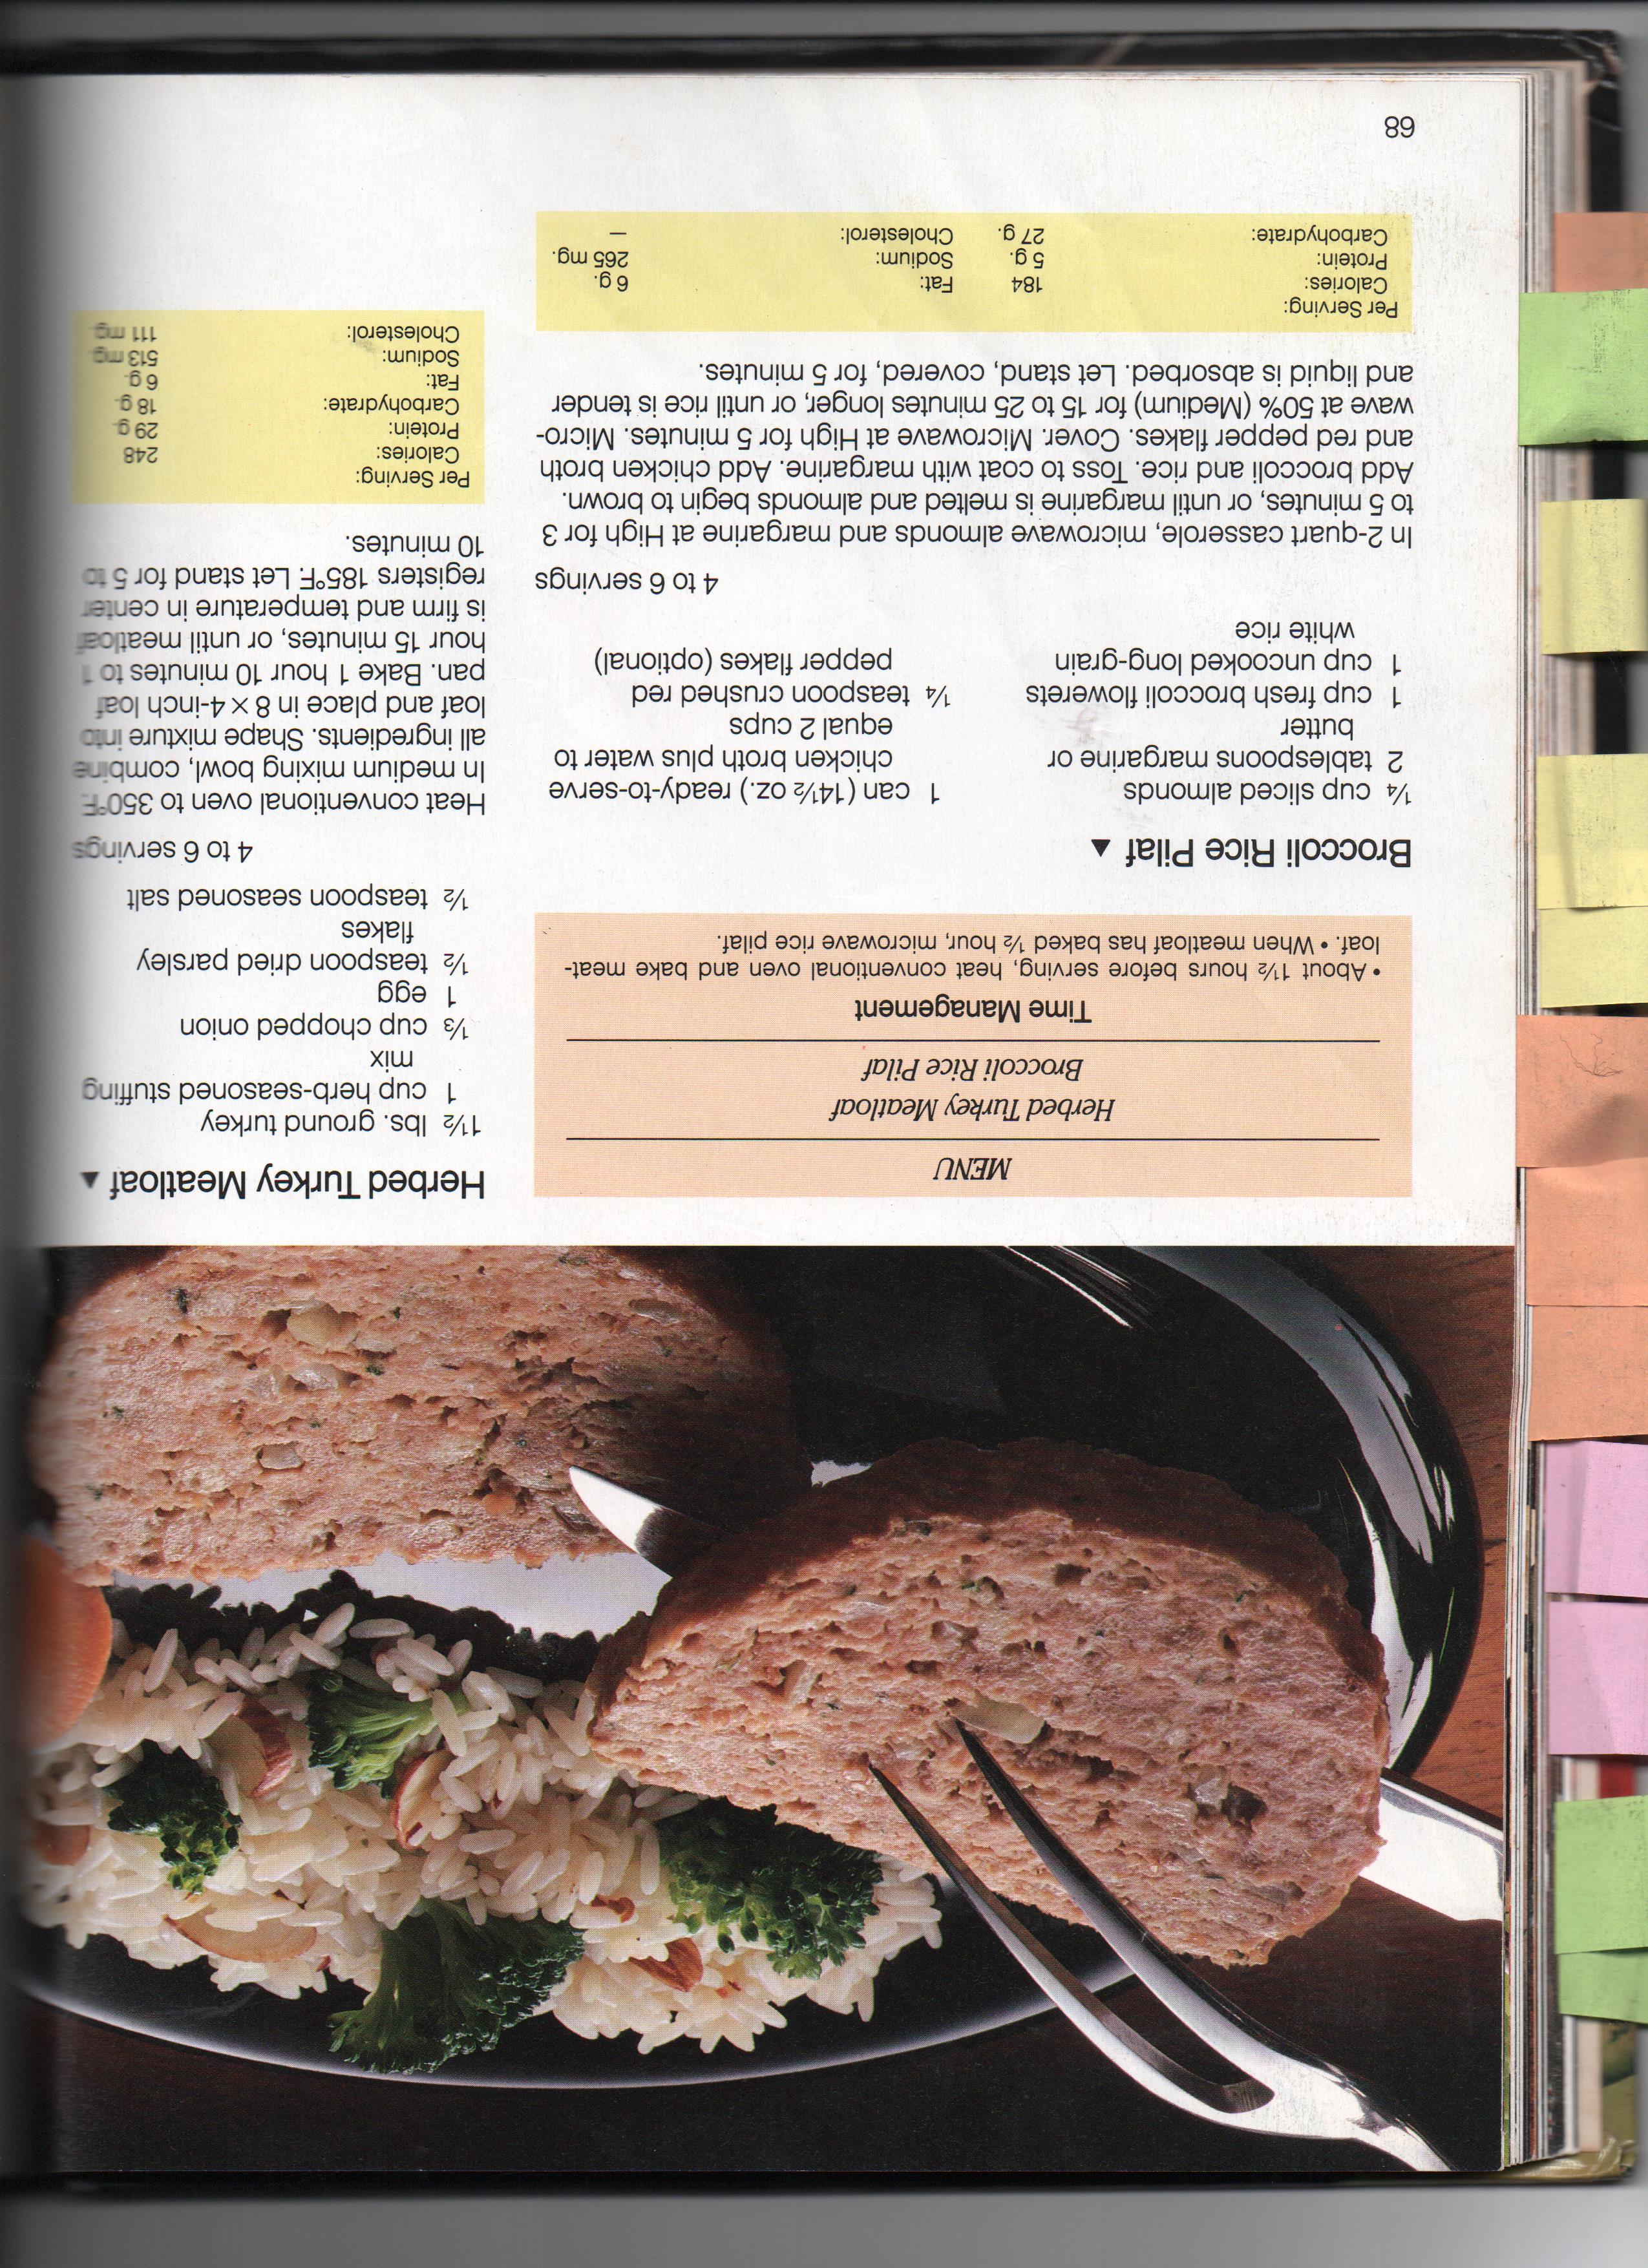 MENU
Herbed Turkey Meatloaf
Broccoli Rice Pilaf
Time Management
• About 1½ hours before serving, heat conventional oven and bake meat-
loaf. • When meatloaf has baked ½ hour, microwave rice pilaf.
Broccoli Rice Pilaf ▲
¼ cup sliced almonds
2 tablespoons margarine or
butter
1 cup fresh broccoli flowerets
1 cup uncooked long-grain
white rice
1 can (14½ oz.) ready-to-serve
chicken broth plus water to
equal 2 cups
¼ teaspoon crushed red
pepper flakes (optional)
4 to 6 servings
In 2-quart casserole, microwave almonds and margarine at High for 3
to 5 minutes, or until margarine is melted and almonds begin to brown.
Add broccoli and rice. Toss to coat with margarine. Add chicken broth
and red pepper flakes. Cover. Microwave at High for 5 minutes. Micro-
wave at 50% (Medium) for 15 to 25 minutes longer, or until rice is tender
and liquid is absorbed. Let stand, covered, for 5 minutes.
Per Serving:
Calories: 184 Fat: 6 g.
Protein: 5 g. Sodium: 265 mg.
Carbohydrate: 27 g. Cholesterol: —
Herbed Turkey Meatloaf ▲
1½ lbs. ground turkey
1 cup herb-seasoned stuffing
mix
⅓ cup chopped onion
1 egg
½ teaspoon dried parsley
flakes
½ teaspoon seasoned salt
4 to 6 servings
Heat conventional oven to 350°F.
In medium mixing bowl, combine
all ingredients. Shape mixture into
loaf and place in 8 × 4-inch loaf
pan. Bake 1 hour 10 minutes to 1
hour 15 minutes, or until meatloaf
is firm and temperature in center
registers 185°F. Let stand for 5 to
10 minutes.
Per Serving:
Calories: 248
Protein: 29 g.
Carbohydrate: 18 g.
Fat: 6 g.
Sodium: 513 mg.
Cholesterol: 111 mg.
68